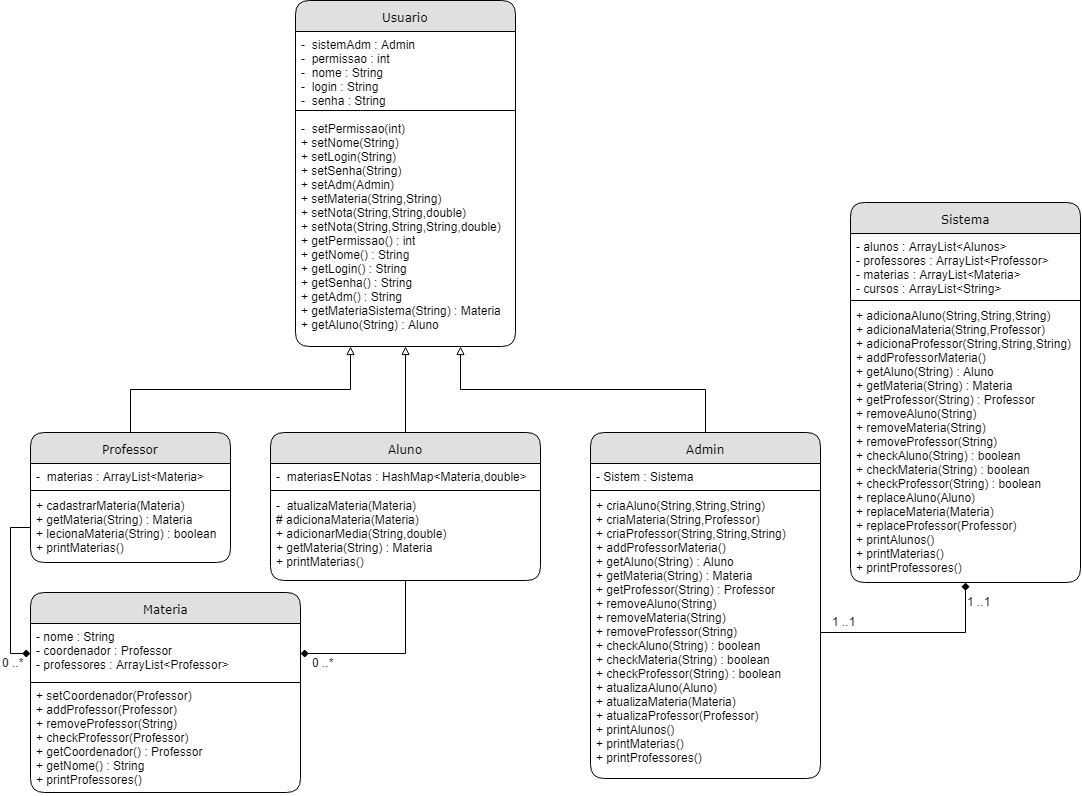 Usuario
- sistemAdm : Admin
- permissao : int
- nome : String
- login : String
- senha : String
- setPermissao(int)
+ setNome(String)
+ setLogin(String)
+ setSenha(String)
+ setAdm(Admin)
+ setMateria(String,String)
+ setNota(String,String,double)
+ setNota(String,String,String,double)
+ getPermissao() : int
+ getNome() : String
+ getLogin() : String
+ getSenha() : String
+ getAdm() : String
+ getMateriaSistema(String) : Materia
+ getAluno(String) : Aluno
Sistema
- alunos : ArrayList<Alunos>
- professores : ArrayList<Professor>
- materias : ArrayList<Materia>
- cursos : ArrayList<String>
+ adicionaAluno(String,String,String)
+ adicionaMateria(String,Professor)
+ adicionaProfessor(String,String,String)
+ addProfessorMateria()
+ getAluno(String) : Aluno
+ getMateria(String) : Materia
+ getProfessor(String) : Professor
+ removeAluno(String)
+ removeMateria(String)
+ removeProfessor(String)
+ checkAluno(String) : boolean
+ checkMateria(String) : boolean
+ checkProfessor(String) : boolean
+ replaceAluno(Aluno)
+ replaceMateria(Materia)
+ replaceProfessor(Professor)
+ printAlunos()
+ printMaterias()
+ printProfessores()
1 ..1
1 ..1
Professor
- materias : ArrayList<Materia>
+ cadastrarMateria(Materia)
+ getMateria(String) : Materia
+ lecionaMateria(String) : boolean
+ printMaterias()
Aluno
- materiasENotas : HashMap<Materia,double>
- atualizaMateria(Materia)
# adicionaMateria(Materia)
+ adicionarMedia(String,double)
+ getMateria(String) : Materia
+ printMaterias()
Admin
- Sistem : Sistema
+ criaAluno(String,String,String)
+ criaMateria(String,Professor)
+ criaProfessor(String,String,String)
+ addProfessorMateria()
+ getAluno(String) : Aluno
+ getMateria(String) : Materia
+ getProfessor(String) : Professor
+ removeAluno(String)
+ removeMateria(String)
+ removeProfessor(String)
+ checkAluno(String) : boolean
+ checkMateria(String) : boolean
+ checkProfessor(String) : boolean
+ atualizaAluno(Aluno)
+ atualizaMateria(Materia)
+ atualizaProfessor(Professor)
+ printAlunos()
+ printMaterias()
+ printProfessores()
0 ..*
0 ..*
Materia
- nome : String
- coordenador : Professor
- professores : ArrayList<Professor>
+ setCoordenador(Professor)
+ addProfessor(Professor)
+ removeProfessor(String)
+ checkProfessor(Professor)
+ getCoordenador() : Professor
+ getNome() : String
+ printProfessores()